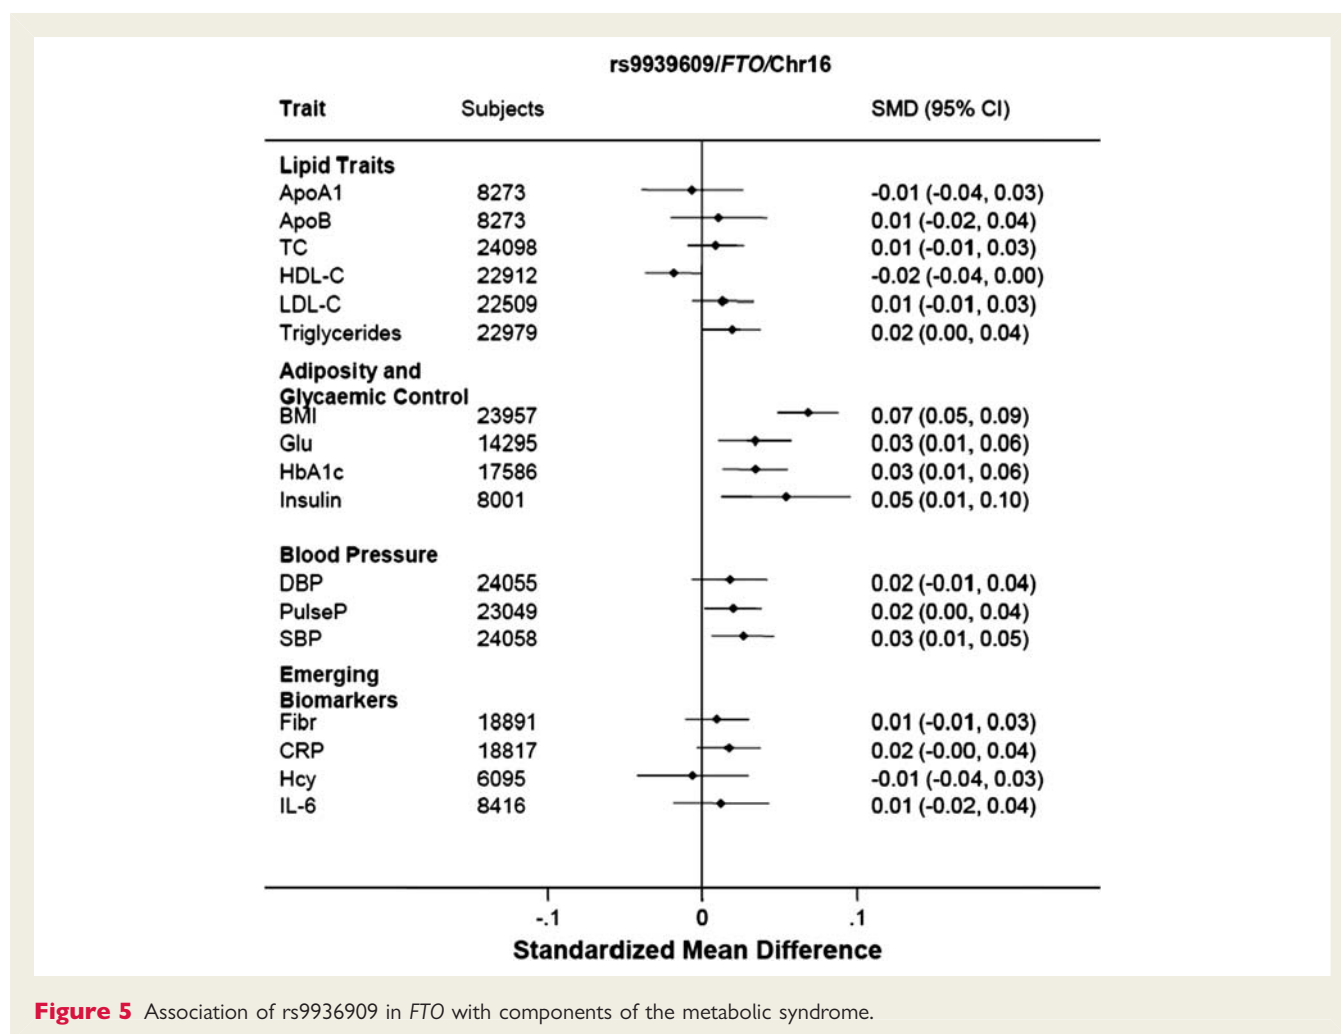 rs9939609/FTO/Chr16
Trait Subjects SMD (95% CI)
Lipid Traits
ApoA1 8273 -0.01 (-0.04, 0.03)
ApoB 8273 0.01 (-0.02, 0.04)
TC 24098 0.01 (-0.01, 0.03)
HDL-C 22912 -0.02 (-0.04, 0.00)
LDL-C 22509 0.01 (-0.01, 0.03)
Triglycerides 22979 0.02 (0.00, 0.04)
Adiposity and
Glycaemic Control
BMI 23957 0.07 (0.05, 0.09)
Glu 14295 0.03 (0.01, 0.06)
HbA1c 17586 0.03 (0.01, 0.06)
Insulin 8001 0.05 (0.01, 0.10)
Blood Pressure
DBP 24055 0.02 (-0.01, 0.04)
PulseP 23049 0.02 (0.00, 0.04)
SBP 24058 0.03 (0.01, 0.05)
Emerging
Biomarkers
Fibr 18891 0.01 (-0.01, 0.03)
CRP 18817 0.02 (-0.00, 0.04)
Hcy 6095 -0.01 (-0.04, 0.03)
IL-6 8416 0.01 (-0.02, 0.04)
-.1 0 .1
Standardized Mean Difference
Figure 5 Association of rs9936909 in FTO with components of the metabolic syndrome.